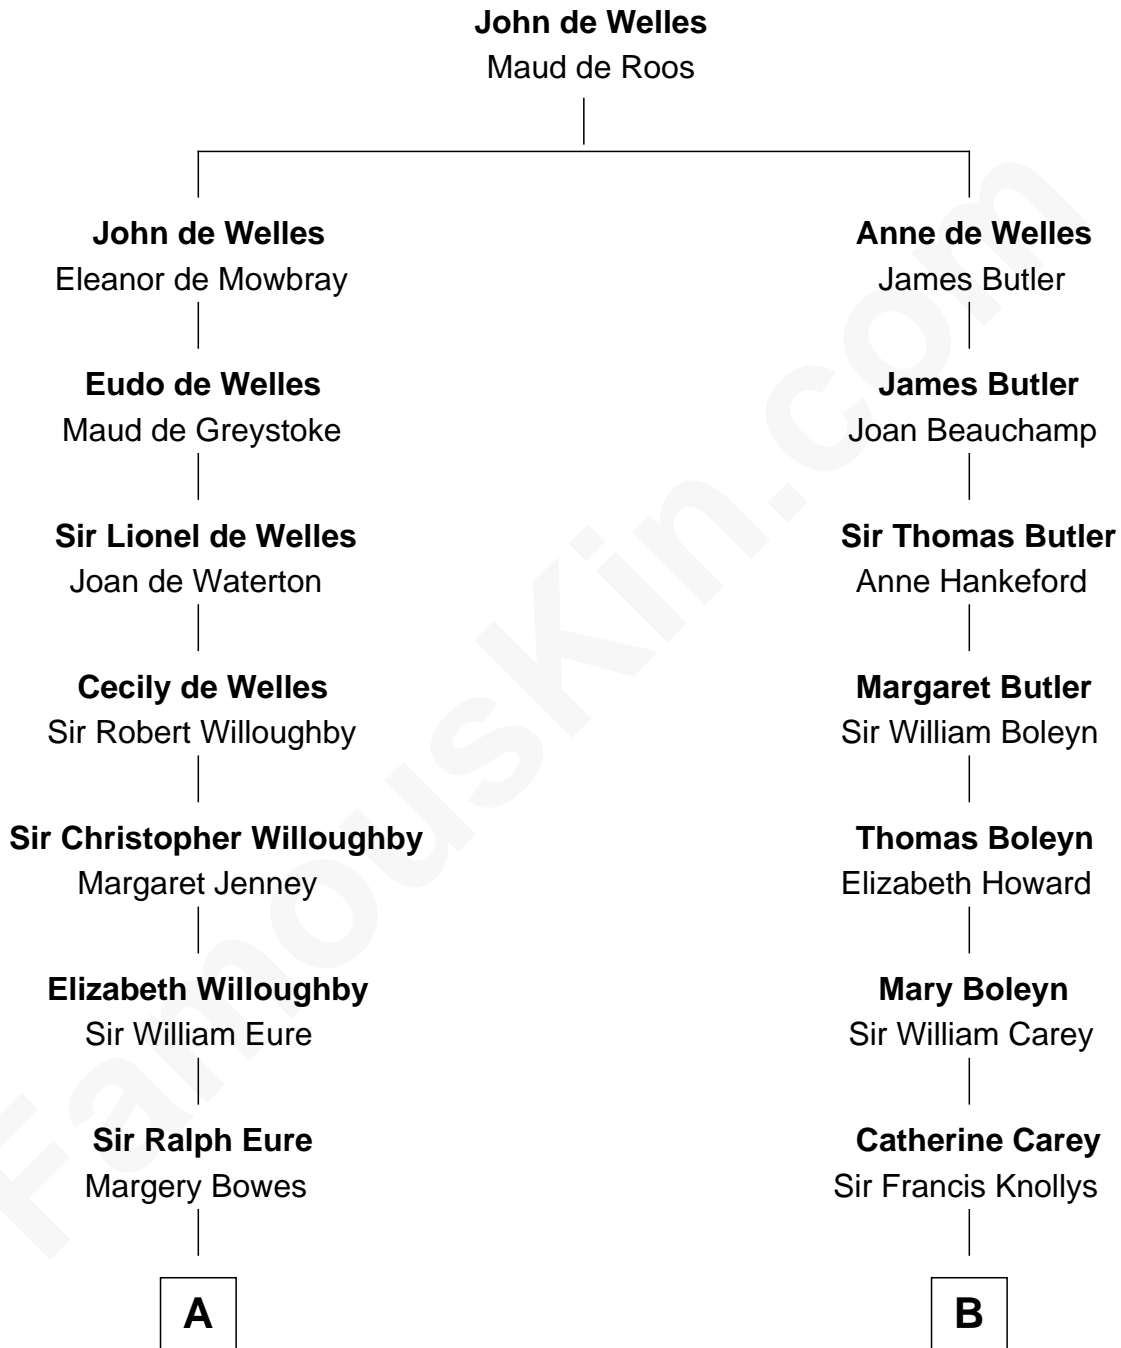 John de Welles
Maud de Roos
John de Welles
Eleanor de Mowbray
Anne de Welles
James Butler
Eudo de Welles
Maud de Greystoke
James Butler
Joan Beauchamp
Sir Lionel de Welles
Joan de Waterton
Sir Thomas Butler
Anne Hankeford
Cecily de Welles
Sir Robert Willoughby
Margaret Butler
Sir William Boleyn
Sir Christopher Willoughby
Margaret Jenney
Thomas Boleyn
Elizabeth Howard
Elizabeth Willoughby
Sir William Eure
Mary Boleyn
Sir William Carey
Sir Ralph Eure
Margery Bowes
Catherine Carey
Sir Francis Knollys
A
B
FamousKin.com